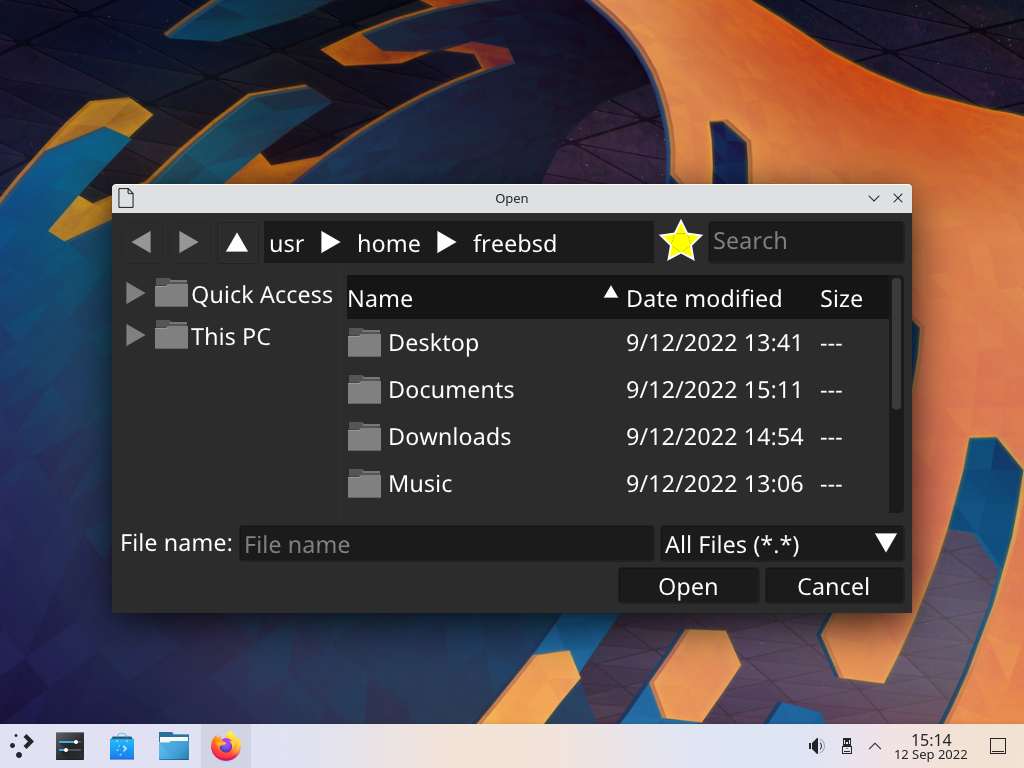 Open
usr home freebsd Search
Quick Access
This PC
Name Date modified Size
Desktop 9/12/2022 13:41 ---
Documents 9/12/2022 15:11 ---
Downloads 9/12/2022 14:54 ---
Music 9/12/2022 13:06 ---
File name: File name All Files (*.*)
Open Cancel
15:14
12 Sep 2022